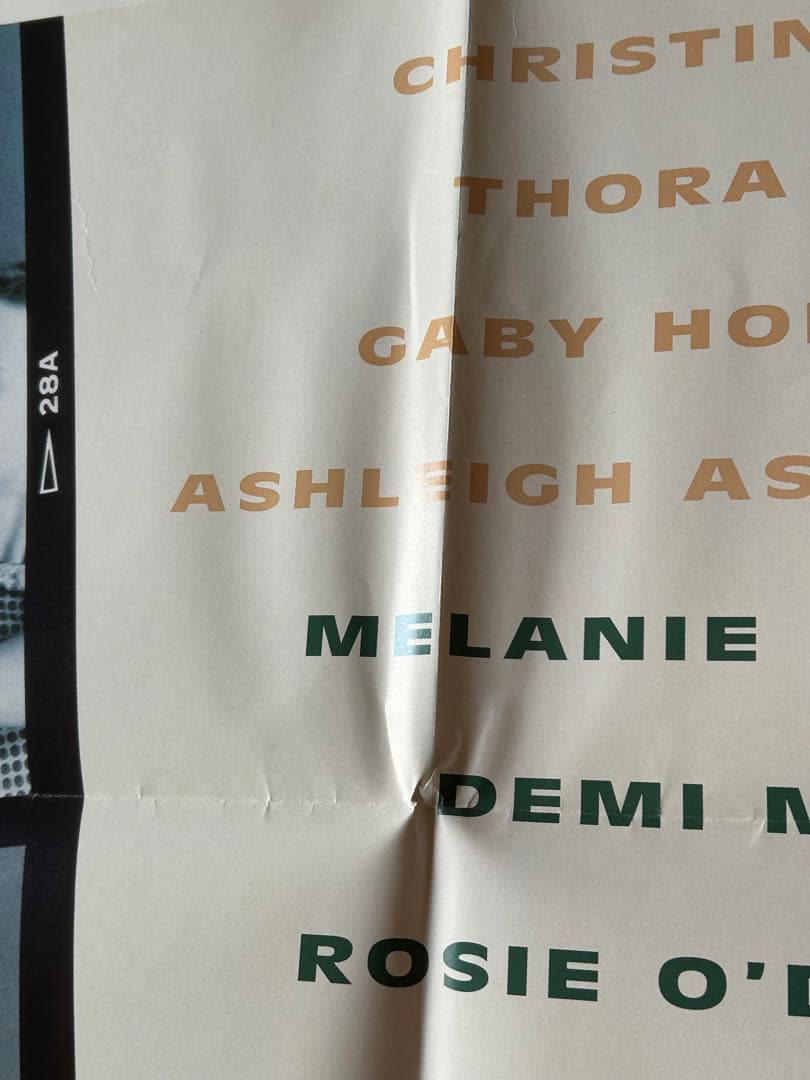 CHRISTIN
THORA
GABY HO
ASHLEIGH AS
MELANIE
DEMI M
ROSIE O'D
28A